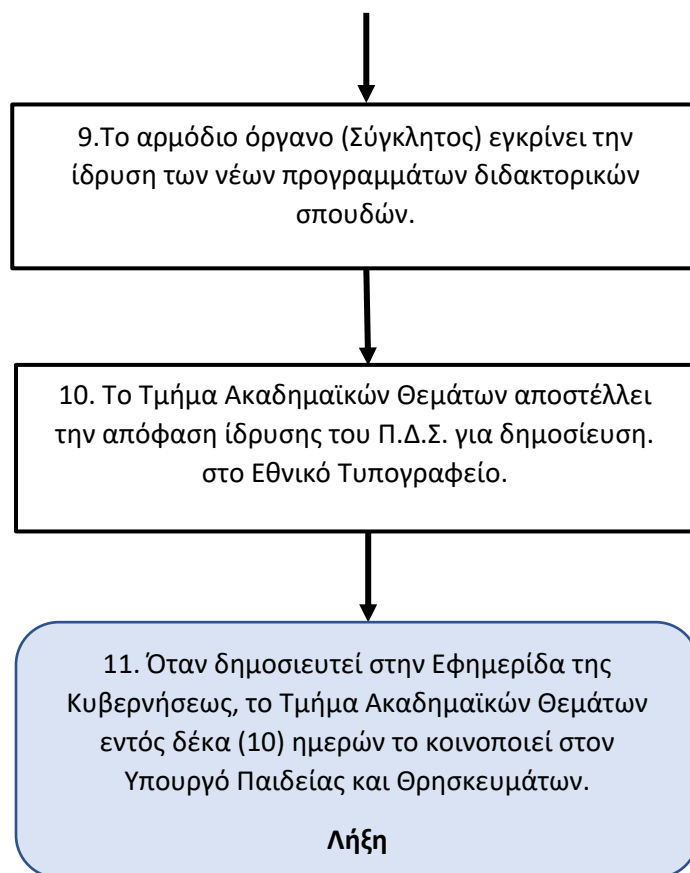 9.Το αρμόδιο όργανο (Σύγκλητος) εγκρίνει την
ίδρυση των νέων προγραμμάτων διδακτορικών
σπουδών.
10. Το Τμήμα Ακαδημαϊκών Θεμάτων αποστέλλει
την απόφαση ίδρυσης του Π.Δ.Σ. για δημοσίευση.
στο Εθνικό Τυπογραφείο.
11. Όταν δημοσιευτεί στην Εφημερίδα της
Κυβερνήσεως, το Τμήμα Ακαδημαϊκών Θεμάτων
εντός δέκα (10) ημερών το κοινοποιεί στον
Υπουργό Παιδείας και Θρησκευμάτων.
Λήξη